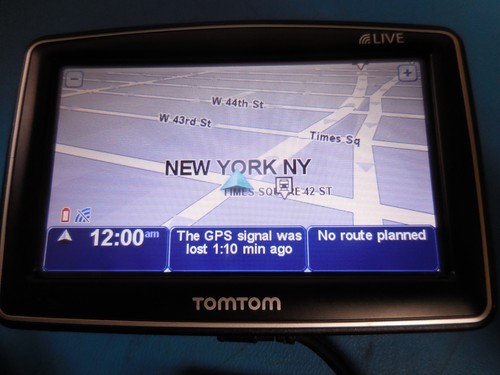 LIVE
W 44th St
W 43rd St
Times Sq
NEW YORK NY
TIMES SQUARE-42 ST
12:00am
The GPS signal was
lost 1:10 min ago
No route planned
TOMTOM